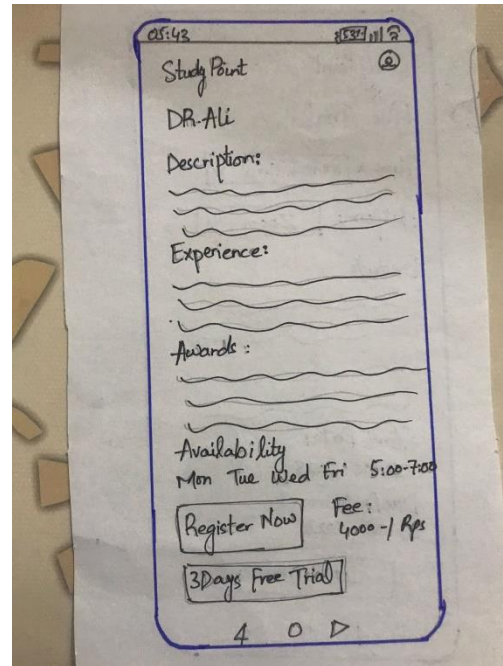 05:43 53%
Study Point
DR-Ali
Description:
Experience:
Awards :
Availability
Mon Tue Wed Fri 5:00-7:00
Register Now
Fee:
4000-/ Rps
3Days Free Trial